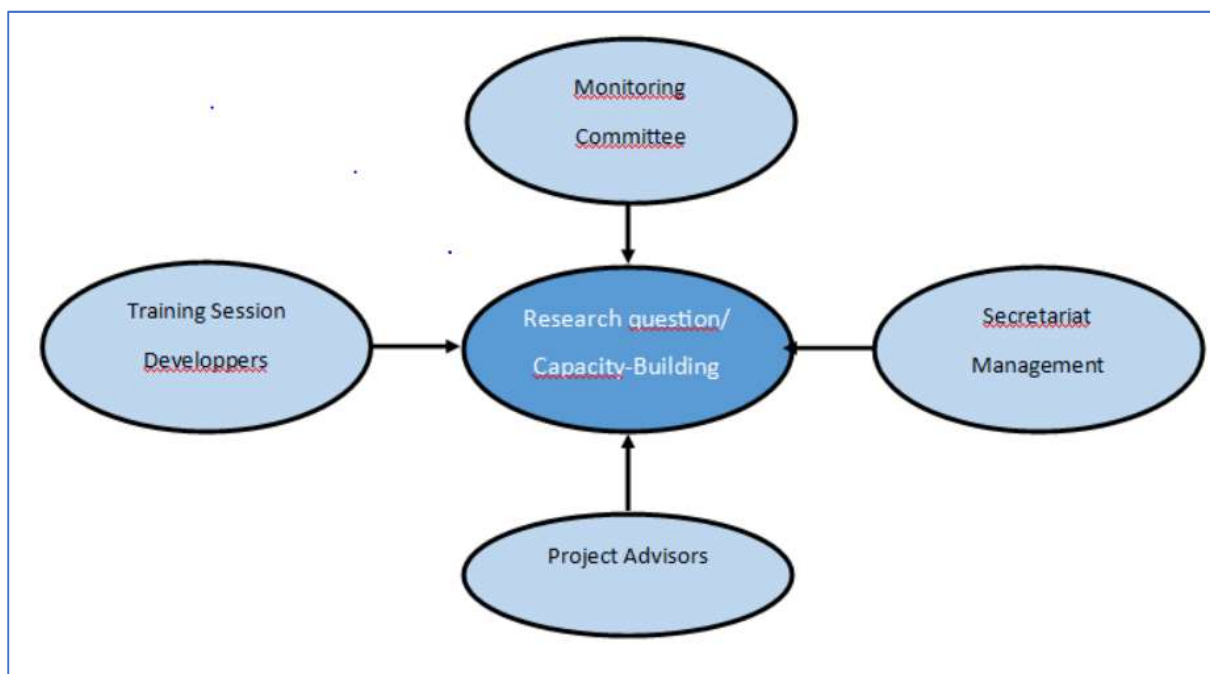 Monitoring
Committee
Training Session
Developpers
Research question/
Capacity-Building
Secretariat
Management
Project Advisors